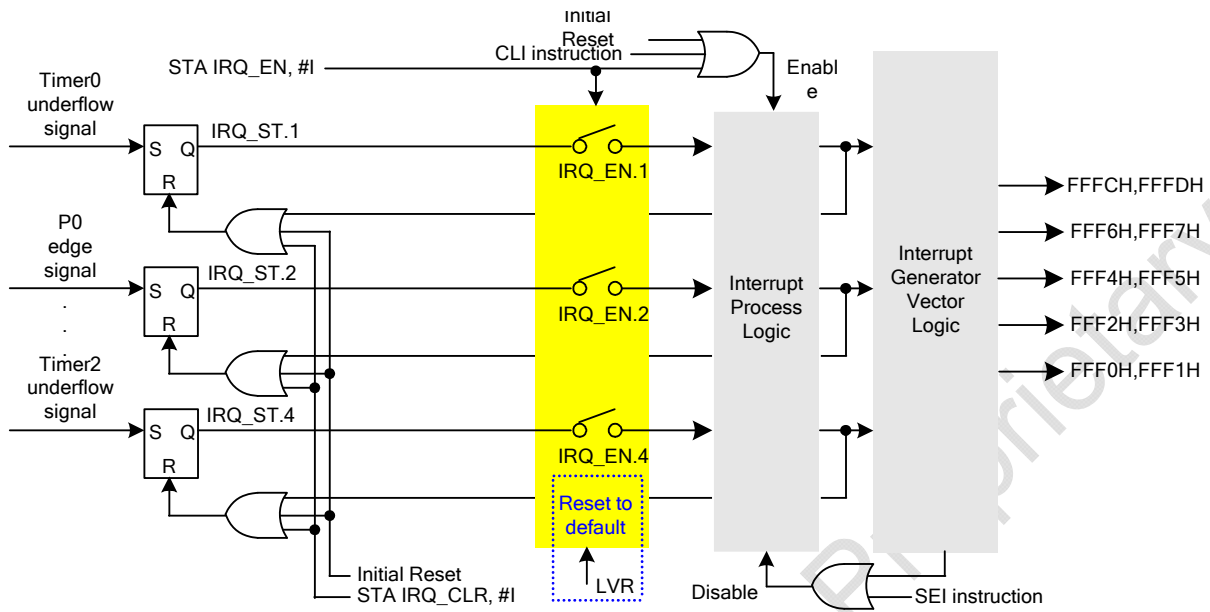 Initial
Reset
CLI instruction
STA IRQ_EN, #I
Enabl
e
Timer0
underflow
signal
S Q
R
IRQ_ST.1
IRQ_EN.1
P0
edge
signal
.
.
.
S Q
R
IRQ_ST.2
IRQ_EN.2
Timer2
underflow
signal
S Q
R
IRQ_ST.4
IRQ_EN.4
Reset to
default
LVR
Interrupt
Process
Logic
Interrupt
Generator
Vector
Logic
FFFCH,FFFDH
FFF6H,FFF7H
FFF4H,FFF5H
FFF2H,FFF3H
FFF0H,FFF1H
Initial Reset
STA IRQ_CLR, #I
Disable
SEI instruction
Proprietary